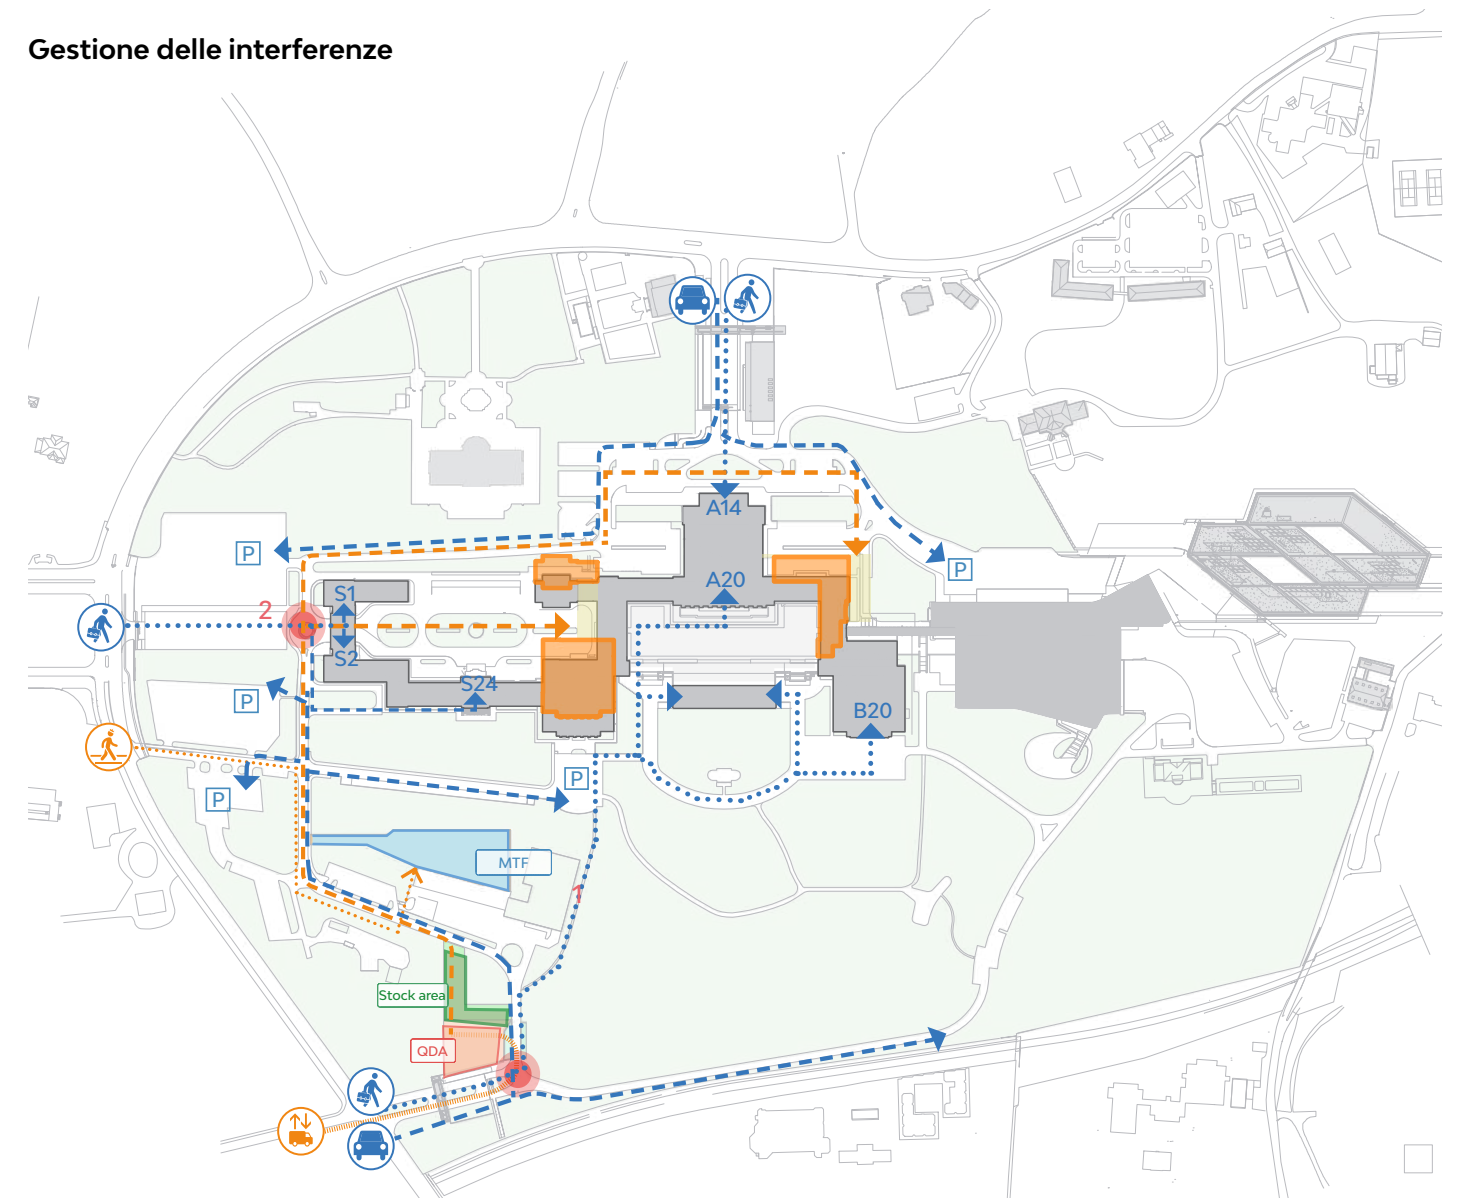 Gestione delle interferenze
A14
P
P
A20
S1
2
S2
S24
P
B20
P
P
MTF
1
Stock area
QDA